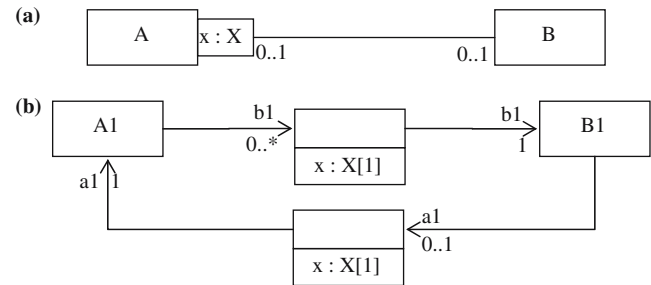 (a)
A
x : X
0..1
0..1
B
(b)
A1
b1
0..*
x : X[1]
b1
1
B1
a1
1
x : X[1]
a1
0..1